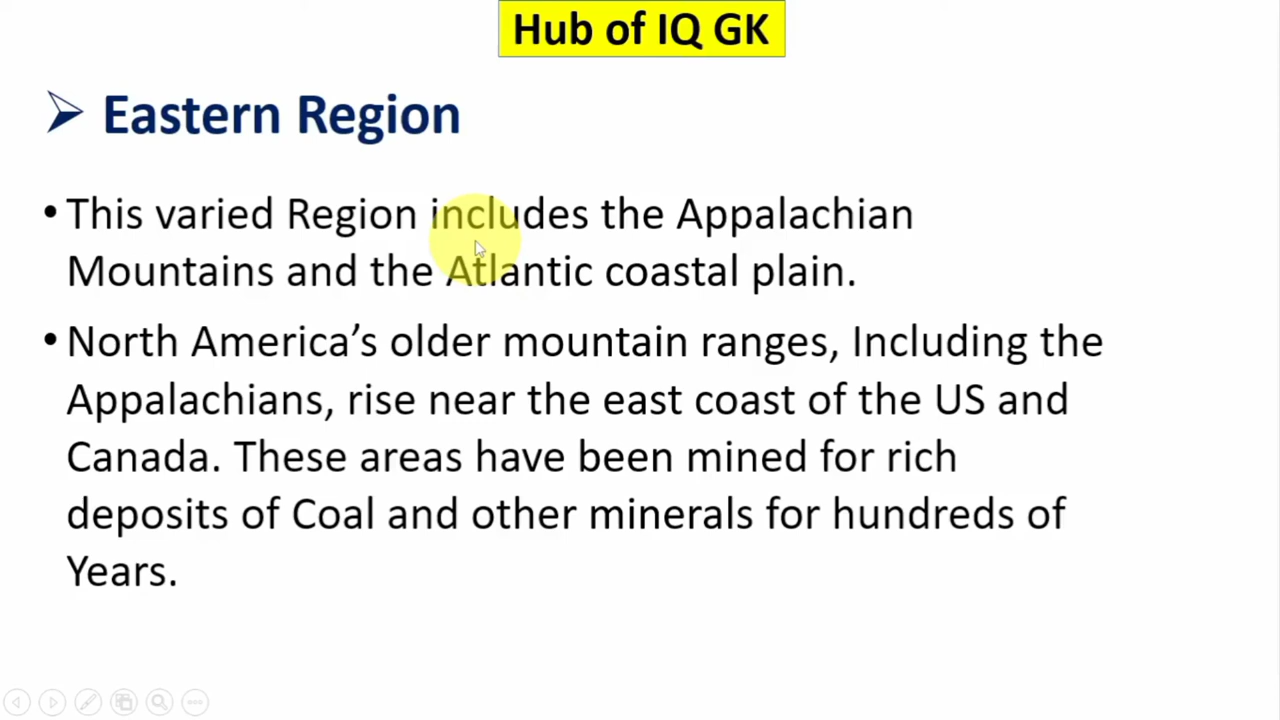 Hub of IQ GK
Eastern Region
• This varied Region includes the Appalachian
Mountains and the Atlantic coastal plain.
• North America’s older mountain ranges, Including the
Appalachians, rise near the east coast of the US and
Canada. These areas have been mined for rich
deposits of Coal and other minerals for hundreds of
Years.